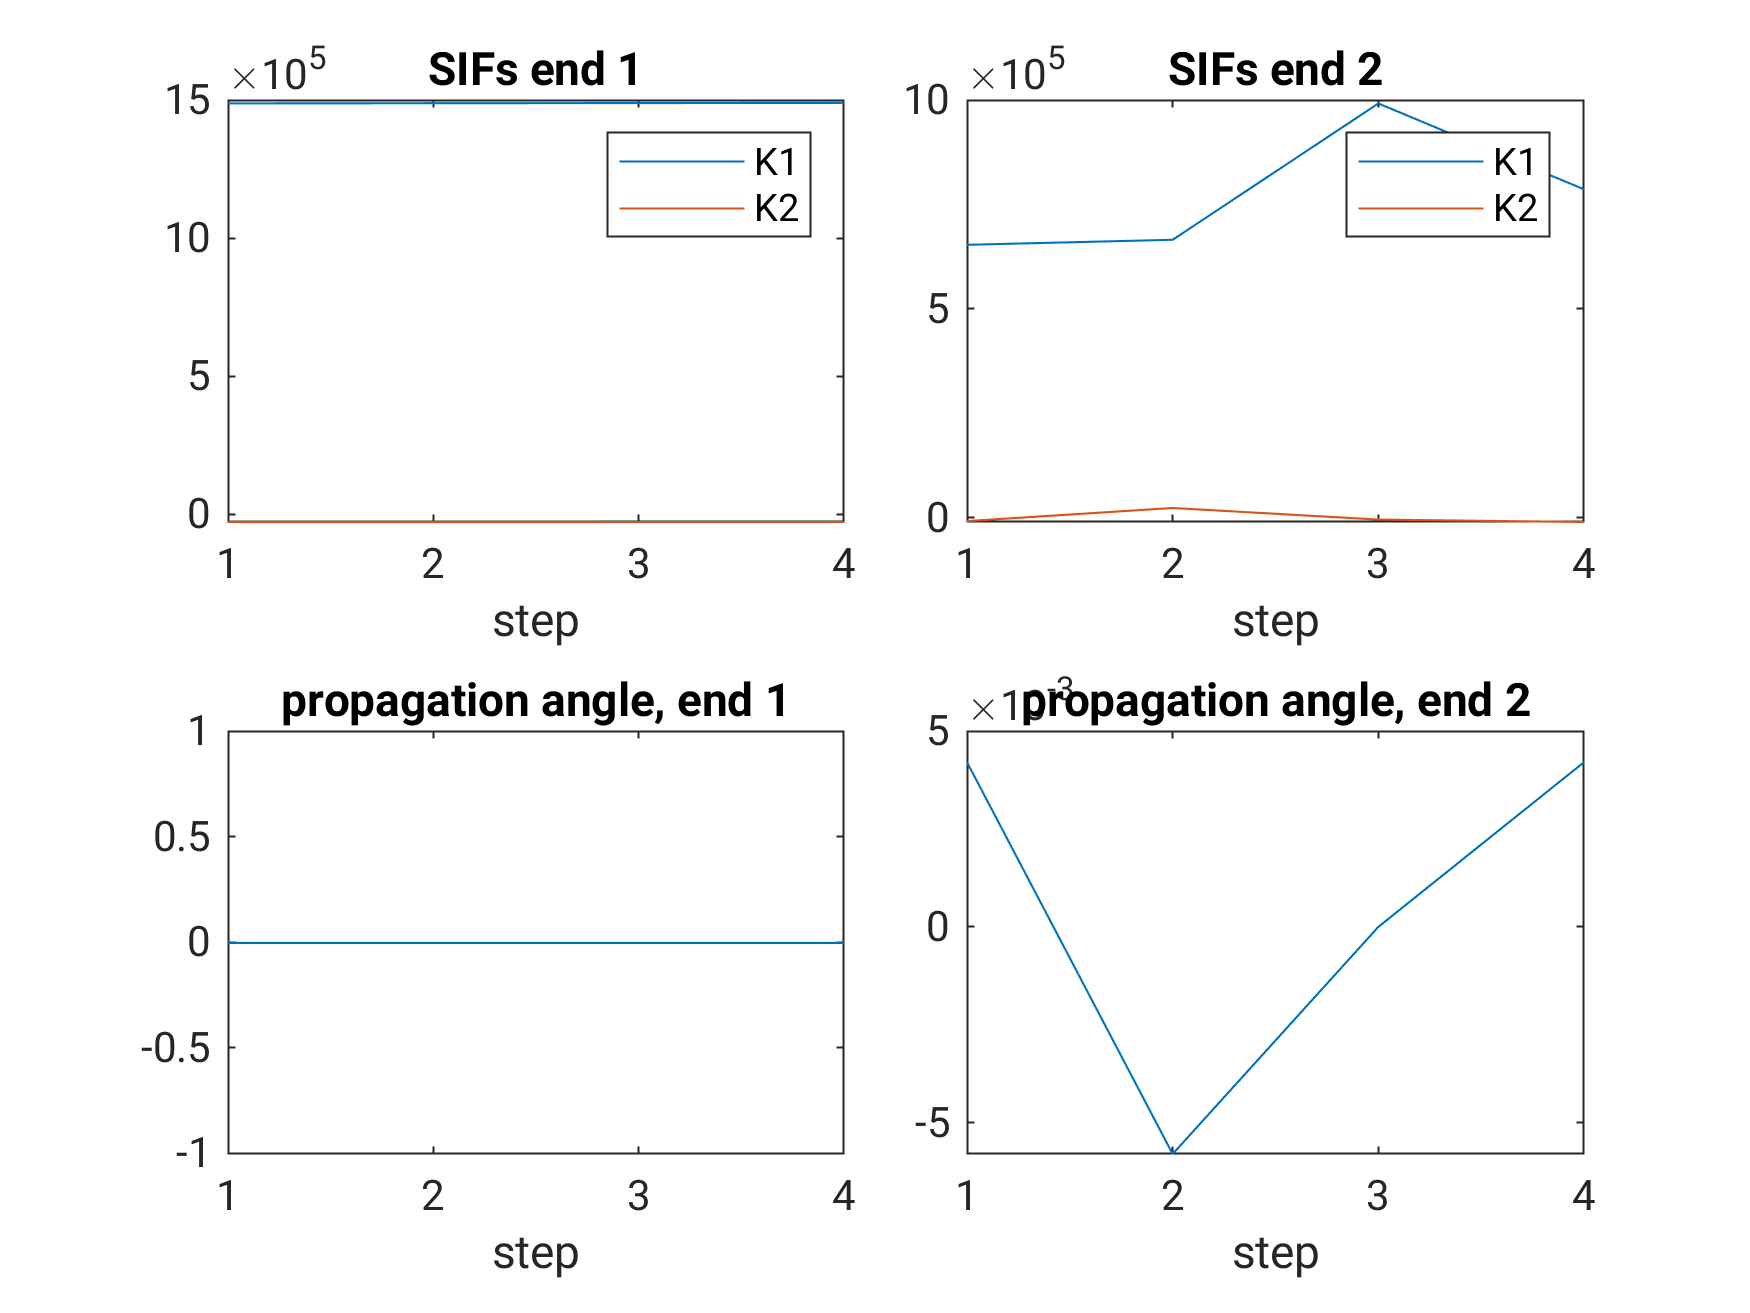 ×10^5
SIFs end 1
15
10
5
0
K1
K2
1 2 3 4
step
×10^5
SIFs end 2
10
5
0
K1
K2
1 2 3 4
step
propagation angle, end 1
1
0.5
0
-0.5
-1
1 2 3 4
step
×10^-3
propagation angle, end 2
5
0
-5
1 2 3 4
step